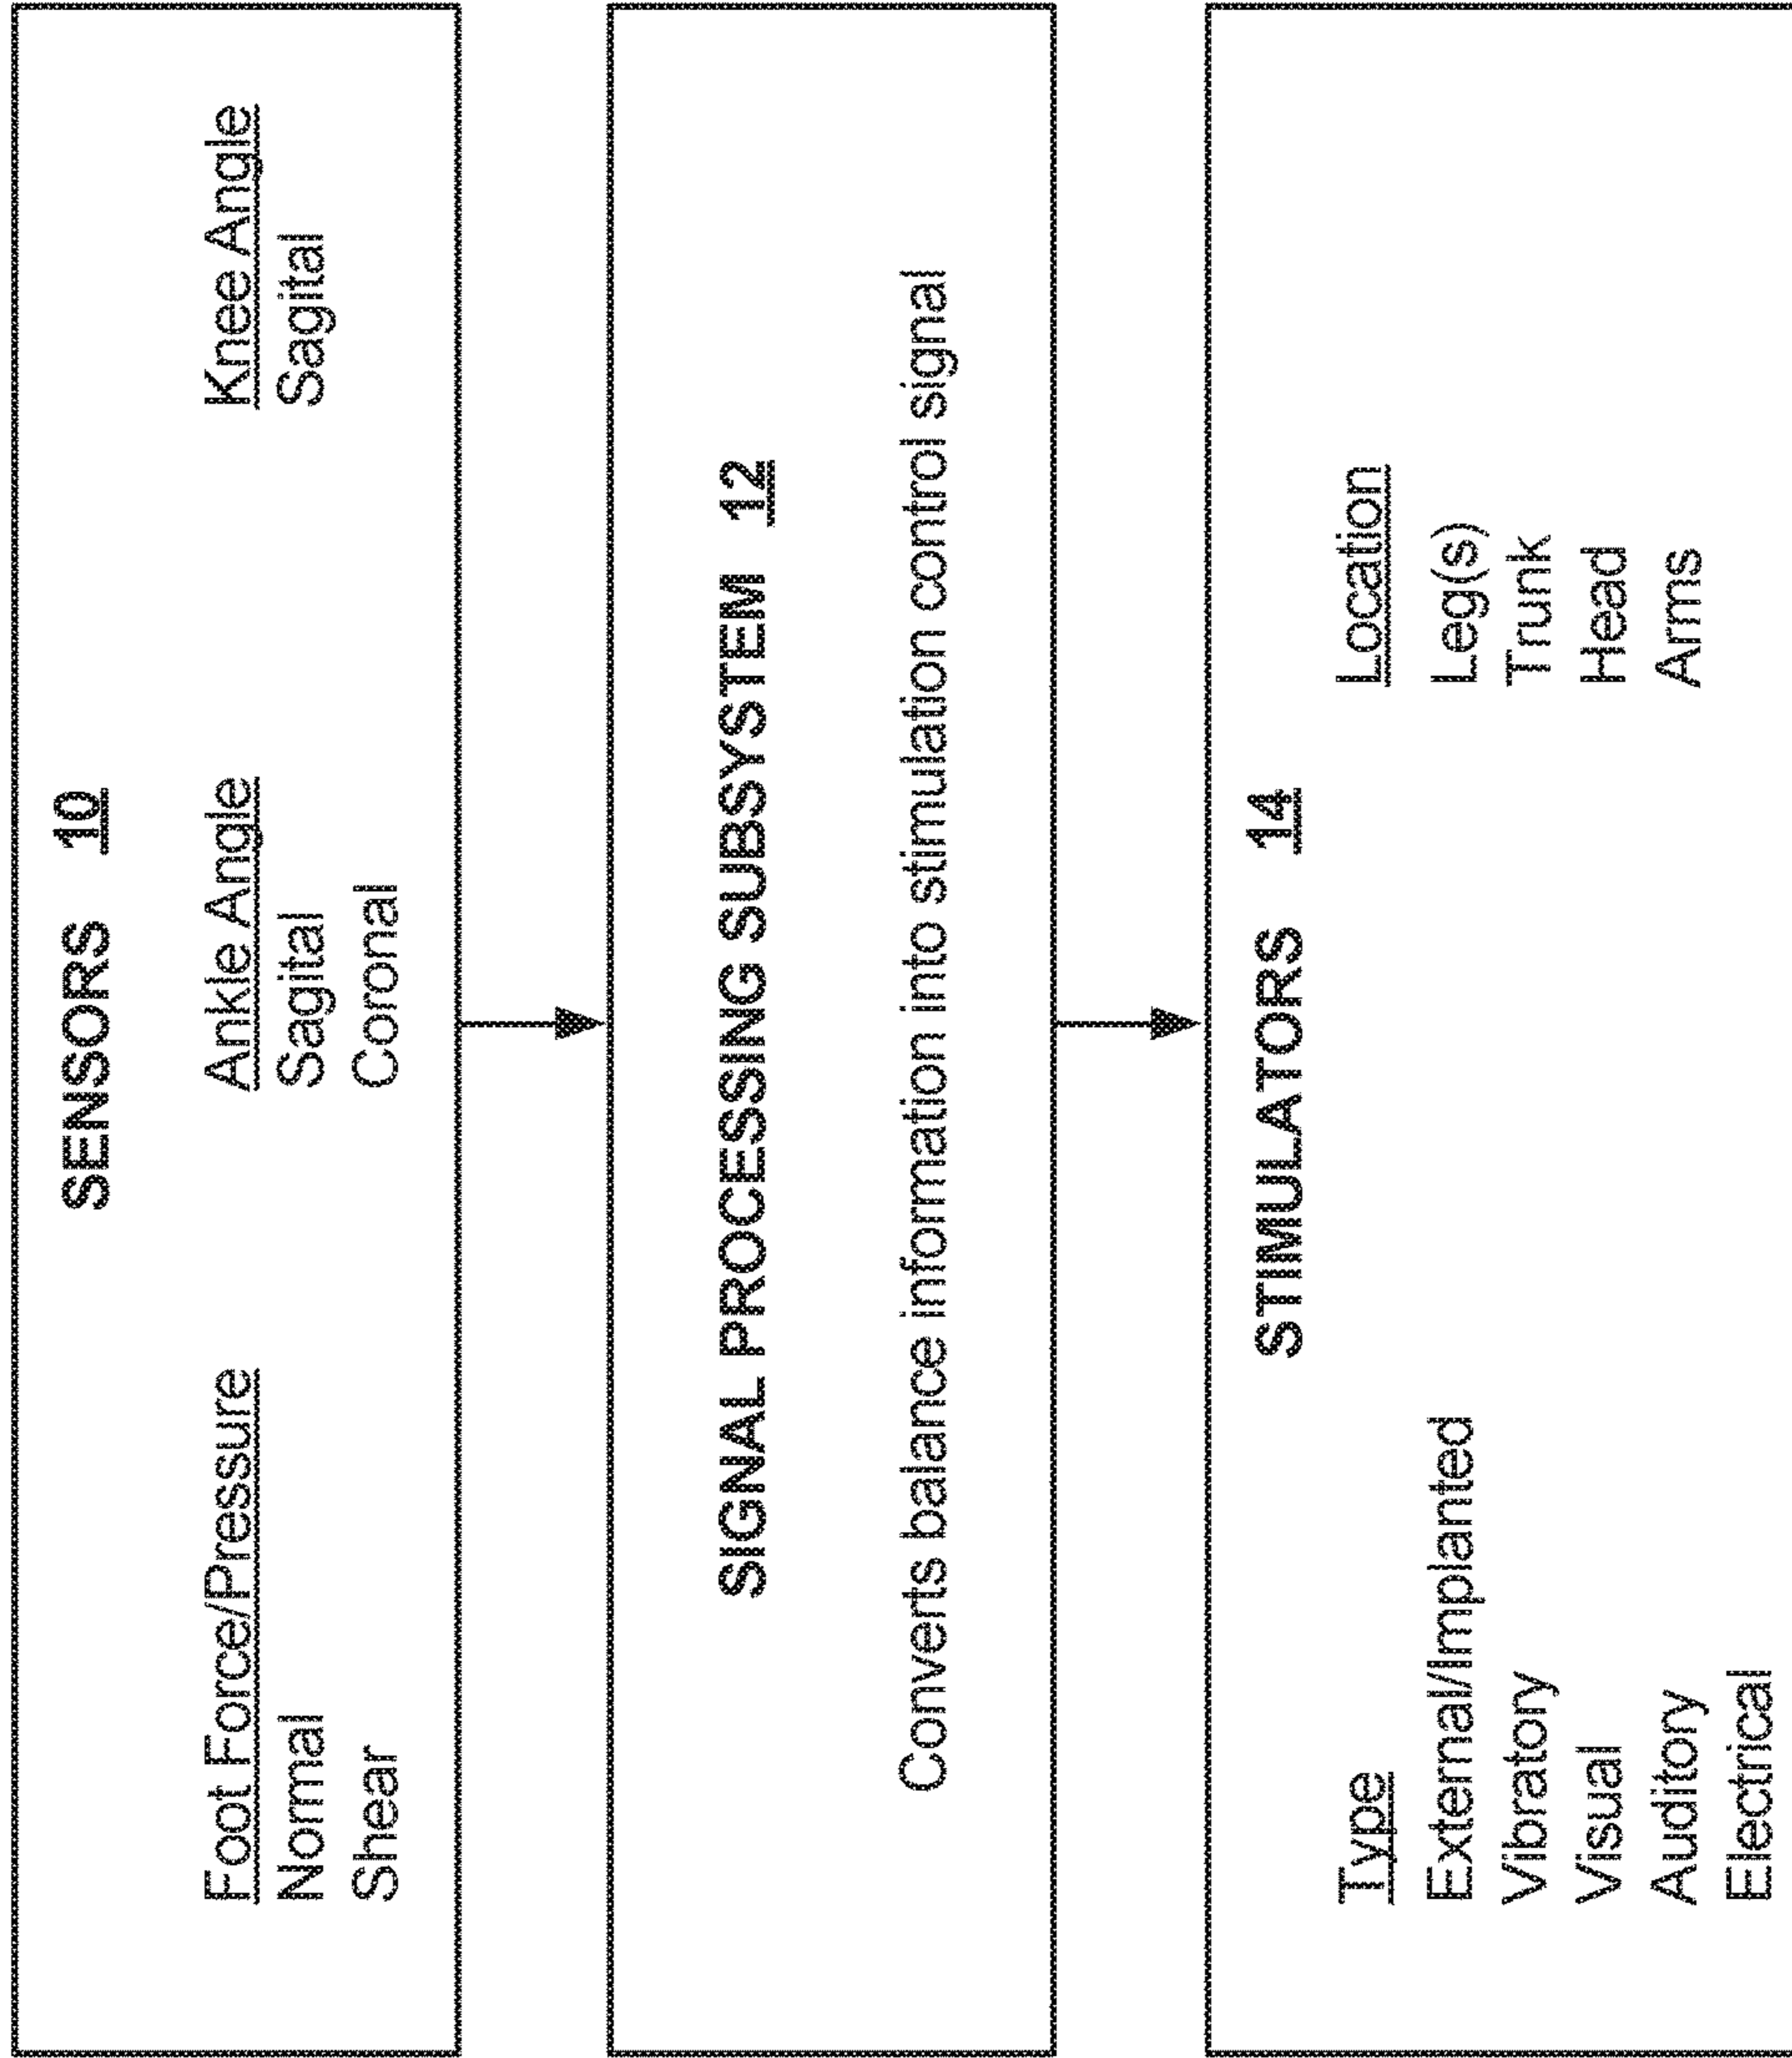 SENSORS 10
Foot Force/Pressure
Normal
Shear
Ankle Angle
Sagital
Coronal
Knee Angle
Sagital
SIGNAL PROCESSING SUBSYSTEM 12
Converts balance information into stimulation control signal
STIMULATORS 14
Type
External/Implanted
Vibratory
Visual
Auditory
Electrical
Location
Leg(s)
Trunk
Head
Arms